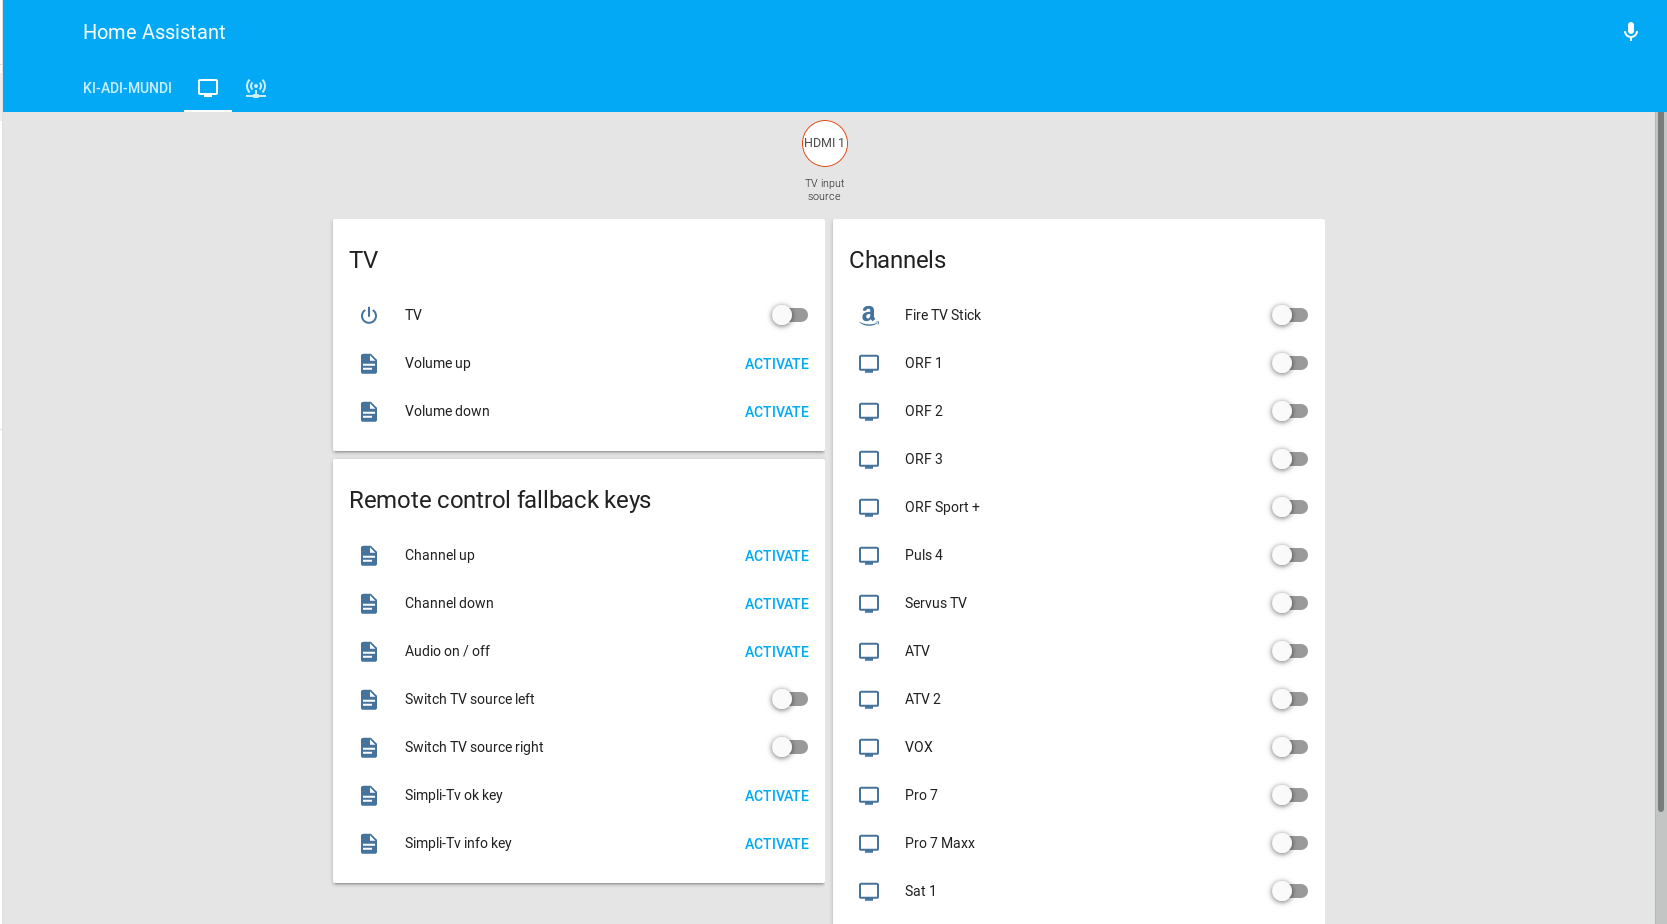 Home Assistant
KI-ADI-MUNDI
HDMI 1
TV input
source
TV
TV
Volume up ACTIVATE
Volume down ACTIVATE
Remote control fallback keys
Channel up ACTIVATE
Channel down ACTIVATE
Audio on / off ACTIVATE
Switch TV source left
Switch TV source right
Simpli-Tv ok key ACTIVATE
Simpli-Tv info key ACTIVATE
Channels
Fire TV Stick
ORF 1
ORF 2
ORF 3
ORF Sport +
Puls 4
Servus TV
ATV
ATV 2
VOX
Pro 7
Pro 7 Maxx
Sat 1